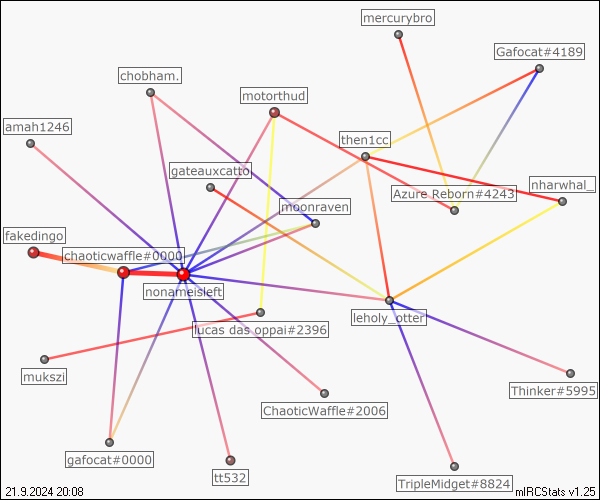 mercurybro
Gafocat#4189
chobham.
motorthud
amah1246
then1cc
gateauxcatto
nharwhal_
Azure Reborn#4243
moonraven
fakedingo
chaoticwaffle#0000
nonameisleft
leholy_otter
lucas das oppai#2396
mukszi
Thinker#5995
ChaoticWaffle#2006
gafocat#0000
tt532
TripleMidget#8824
21.9.2024 20:08
mIRCStats v1.25